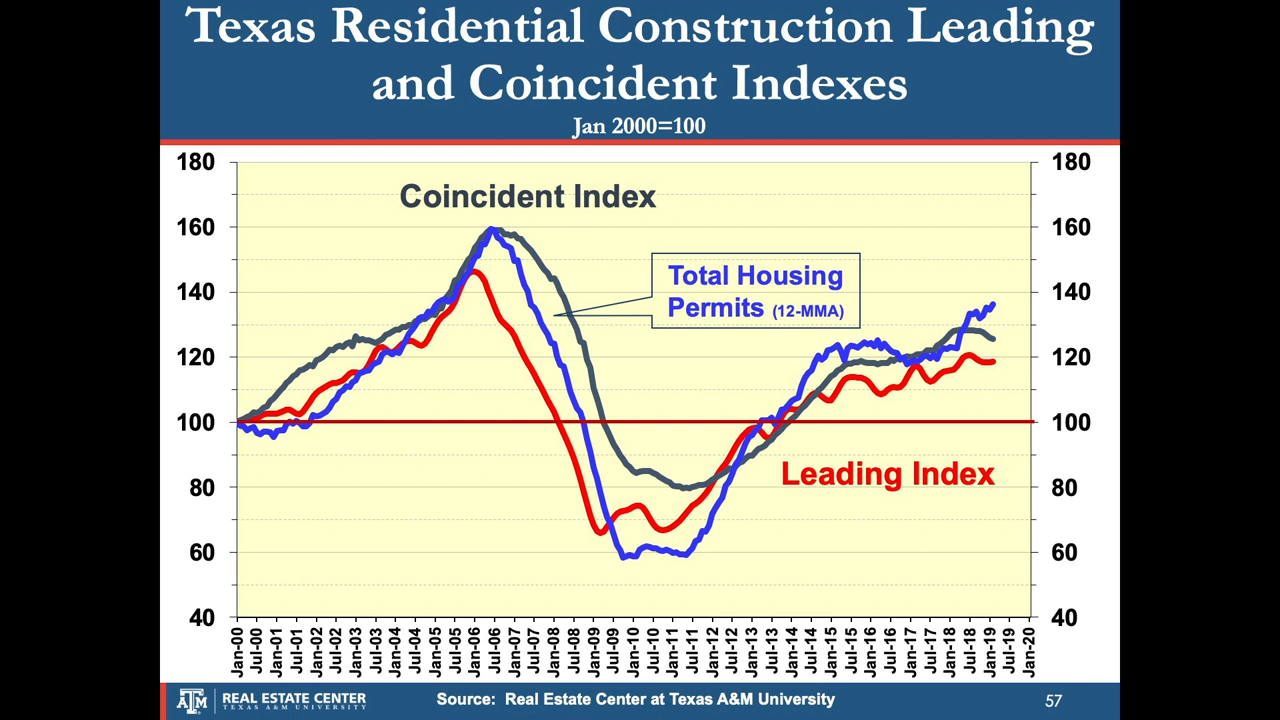 Texas Residential Construction Leading
and Coincident Indexes
Jan 2000=100
180
160
140
120
100
80
60
40
180
160
140
120
100
80
60
40
Coincident Index
Total Housing
Permits (12-MMA)
Leading Index
Jan-00
Jul-00
Jan-01
Jul-01
Jan-02
Jul-02
Jan-03
Jul-03
Jan-04
Jul-04
Jan-05
Jul-05
Jan-06
Jul-06
Jan-07
Jul-07
Jan-08
Jul-08
Jan-09
Jul-09
Jan-10
Jul-10
Jan-11
Jul-11
Jan-12
Jul-12
Jan-13
Jul-13
Jan-14
Jul-14
Jan-15
Jul-15
Jan-16
Jul-16
Jan-17
Jul-17
Jan-18
Jul-18
Jan-19
Jul-19
Jan-20
ATM
REAL ESTATE CENTER
TEXAS A&M UNIVERSITY
Source: Real Estate Center at Texas A&M University
57